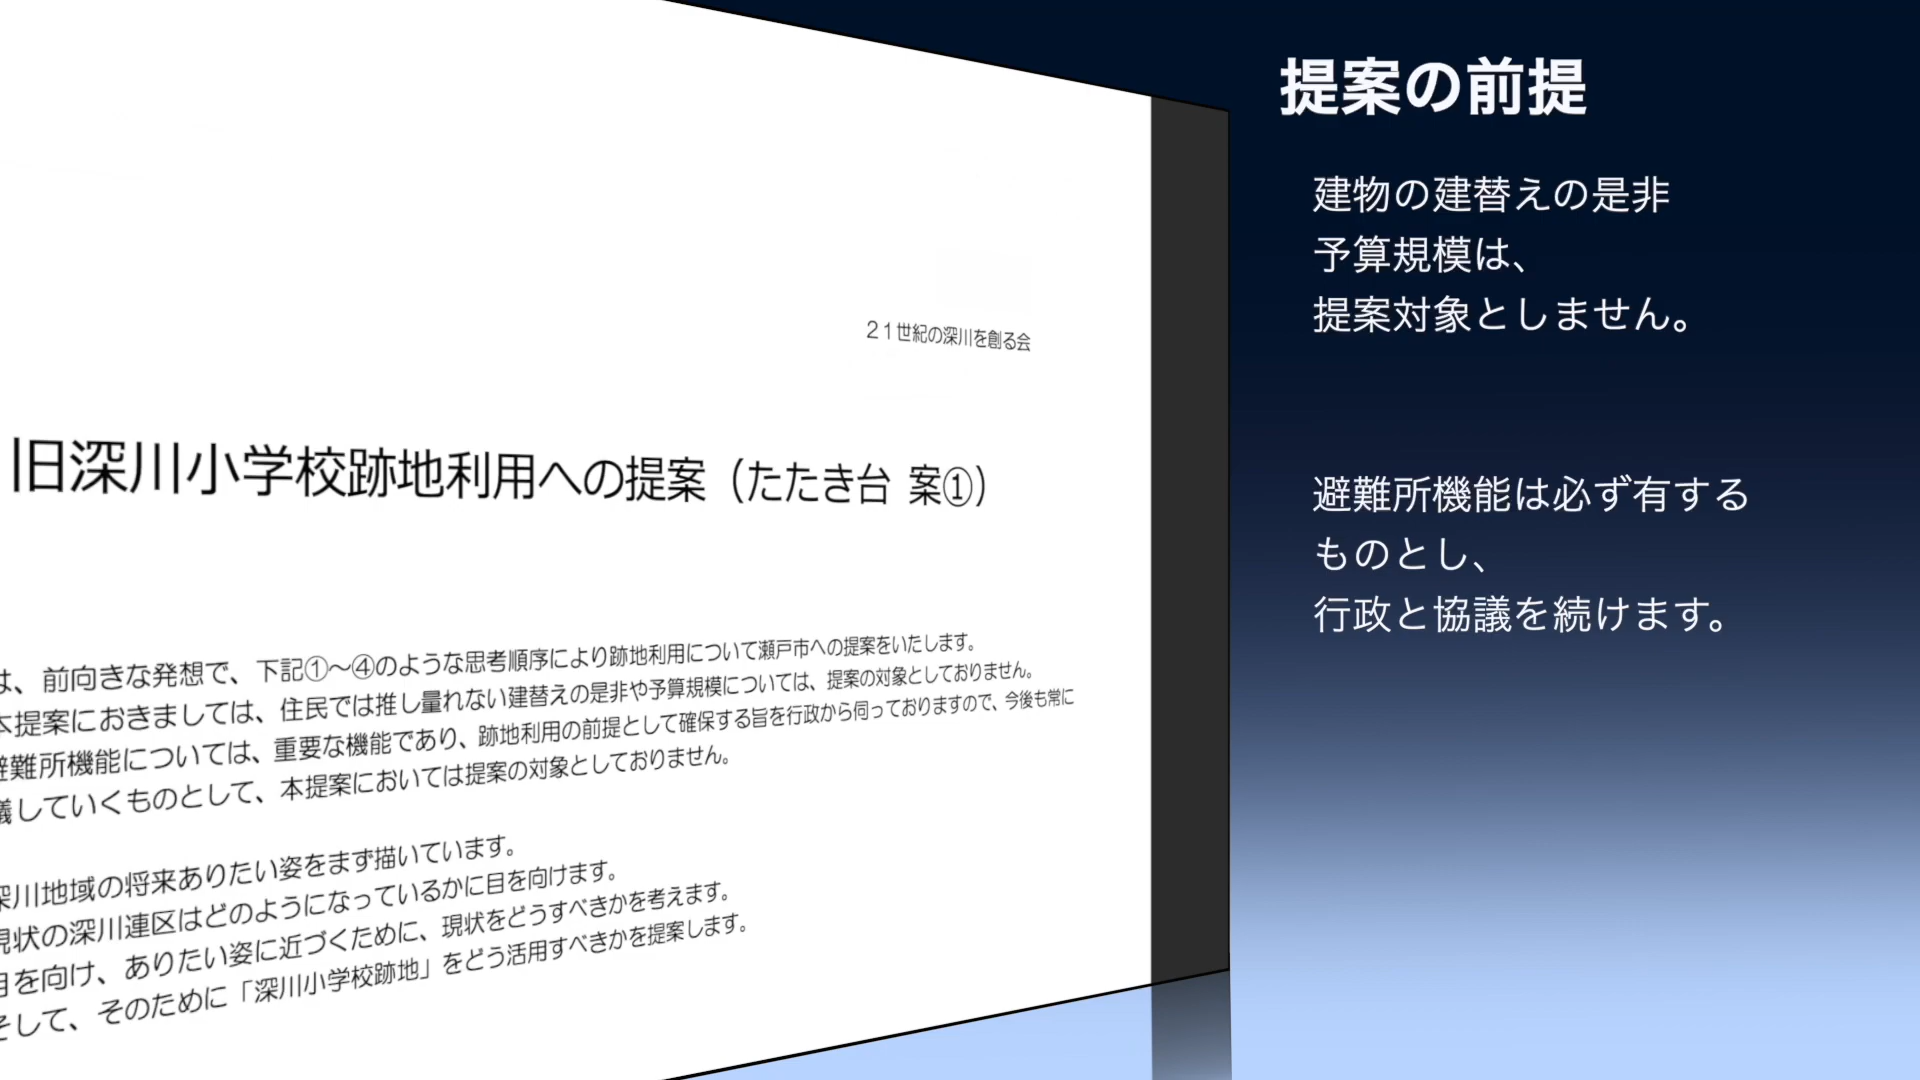 提案の前提
建物の建替えの是非
予算規模は、
提案対象としません。
避難所機能は必ず有する
ものとし、
行政と協議を続けます。
21世紀の深川を創る会
旧深川小学校跡地利用への提案（たたき台 案①）
は、前向きな発想で、下記①～④のような思考順序により跡地利用について瀬戸市への提案をいたします。
本提案におきましては、住民では推し量れない建替えの是非や予算規模については、提案の対象としておりません。
避難所機能については、重要な機能であり、跡地利用の前提として確保する旨を行政から伺っておりますので、今後も常に
議していくものとして、本提案においては提案の対象としておりません。
深川地域の将来ありたい姿をまず描いています。
現状の深川連区はどのようになっているかに目を向けます。
目を向け、ありたい姿に近づくために、現状をどうすべきかを考えます。
そして、そのために「深川小学校跡地」をどう活用すべきかを提案します。